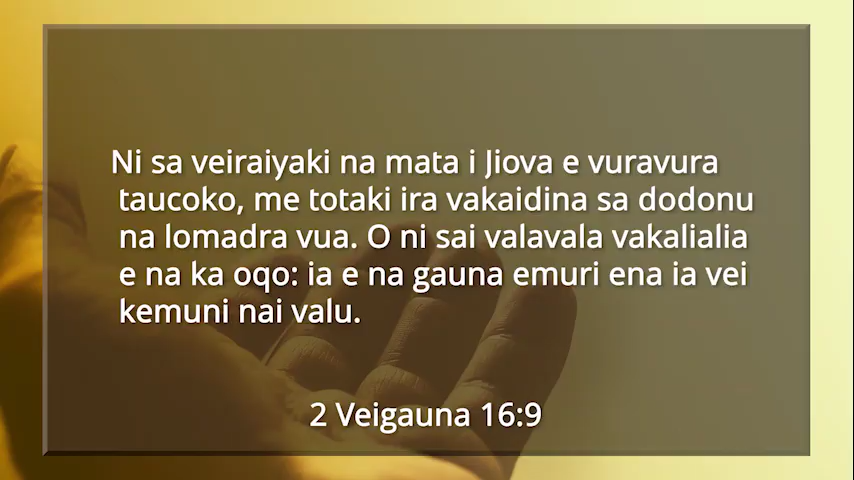 Ni sa veiraiyaki na mata i Jiova e vuravura
taucoko, me totaki ira vakaidina sa dodonu
na lomadra vua. O ni sai valavala vakalialia
e na ka oqo: ia e na gauna emuri ena ia vei
kemuni nai valu.
2 Veigauna 16:9